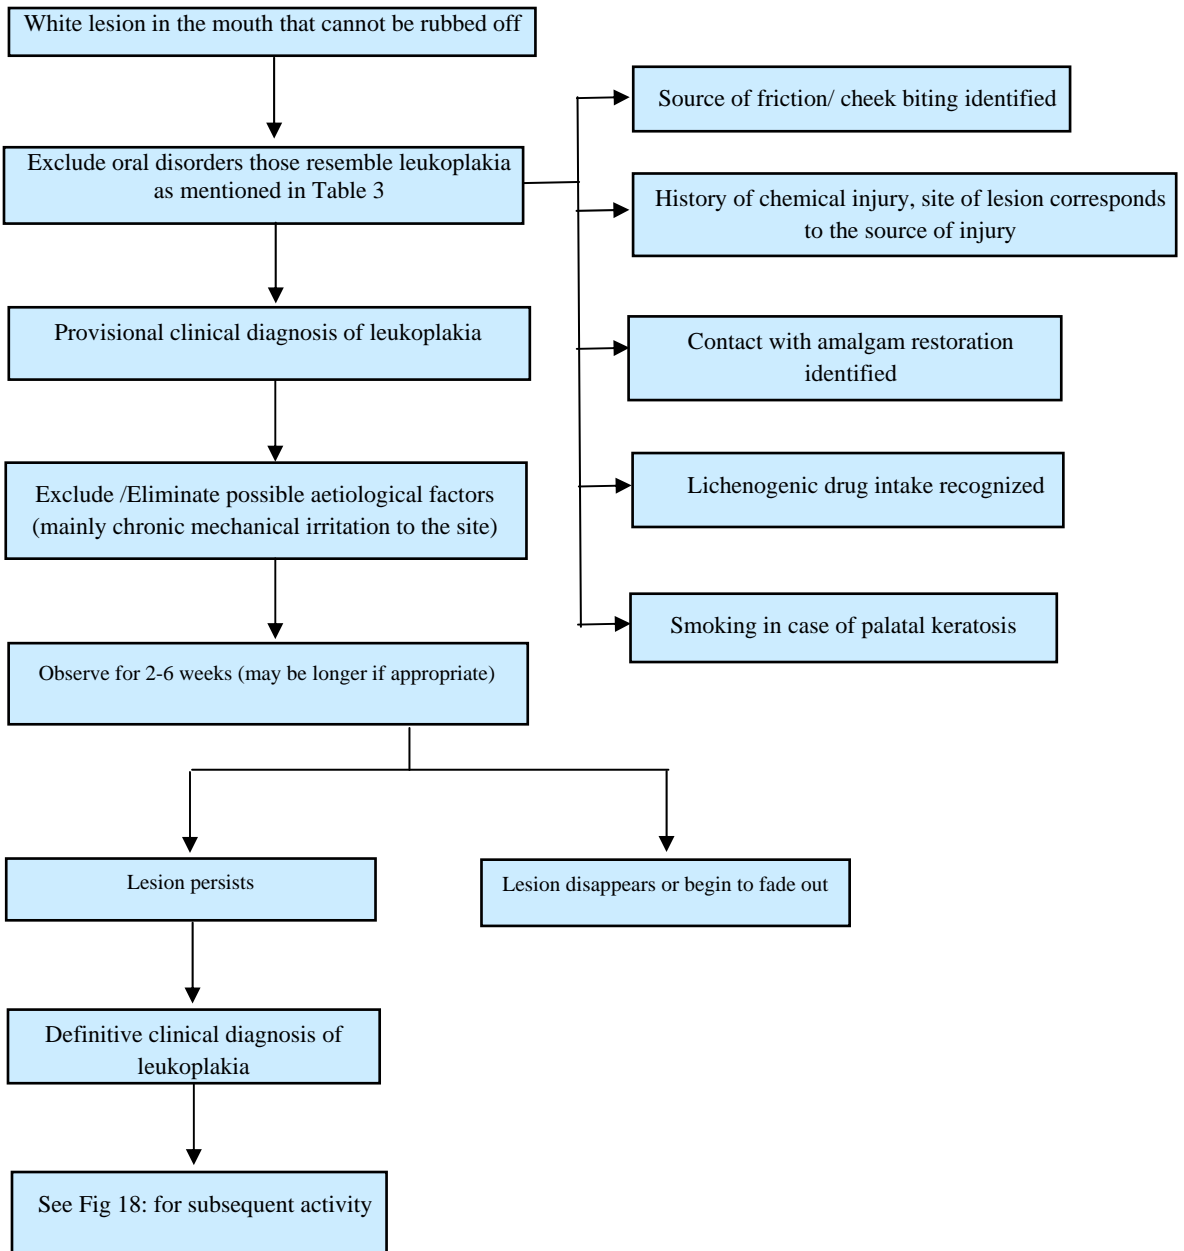 White lesion in the mouth that cannot be rubbed off
Exclude oral disorders those resemble leukoplakia
as mentioned in Table 3
Source of friction/ cheek biting identified
History of chemical injury, site of lesion corresponds
to the source of injury
Contact with amalgam restoration
identified
Lichenogenic drug intake recognized
Smoking in case of palatal keratosis
Provisional clinical diagnosis of leukoplakia
Exclude /Eliminate possible aetiological factors
(mainly chronic mechanical irritation to the site)
Observe for 2-6 weeks (may be longer if appropriate)
Lesion persists
Lesion disappears or begin to fade out
Definitive clinical diagnosis of
leukoplakia
See Fig 18: for subsequent activity